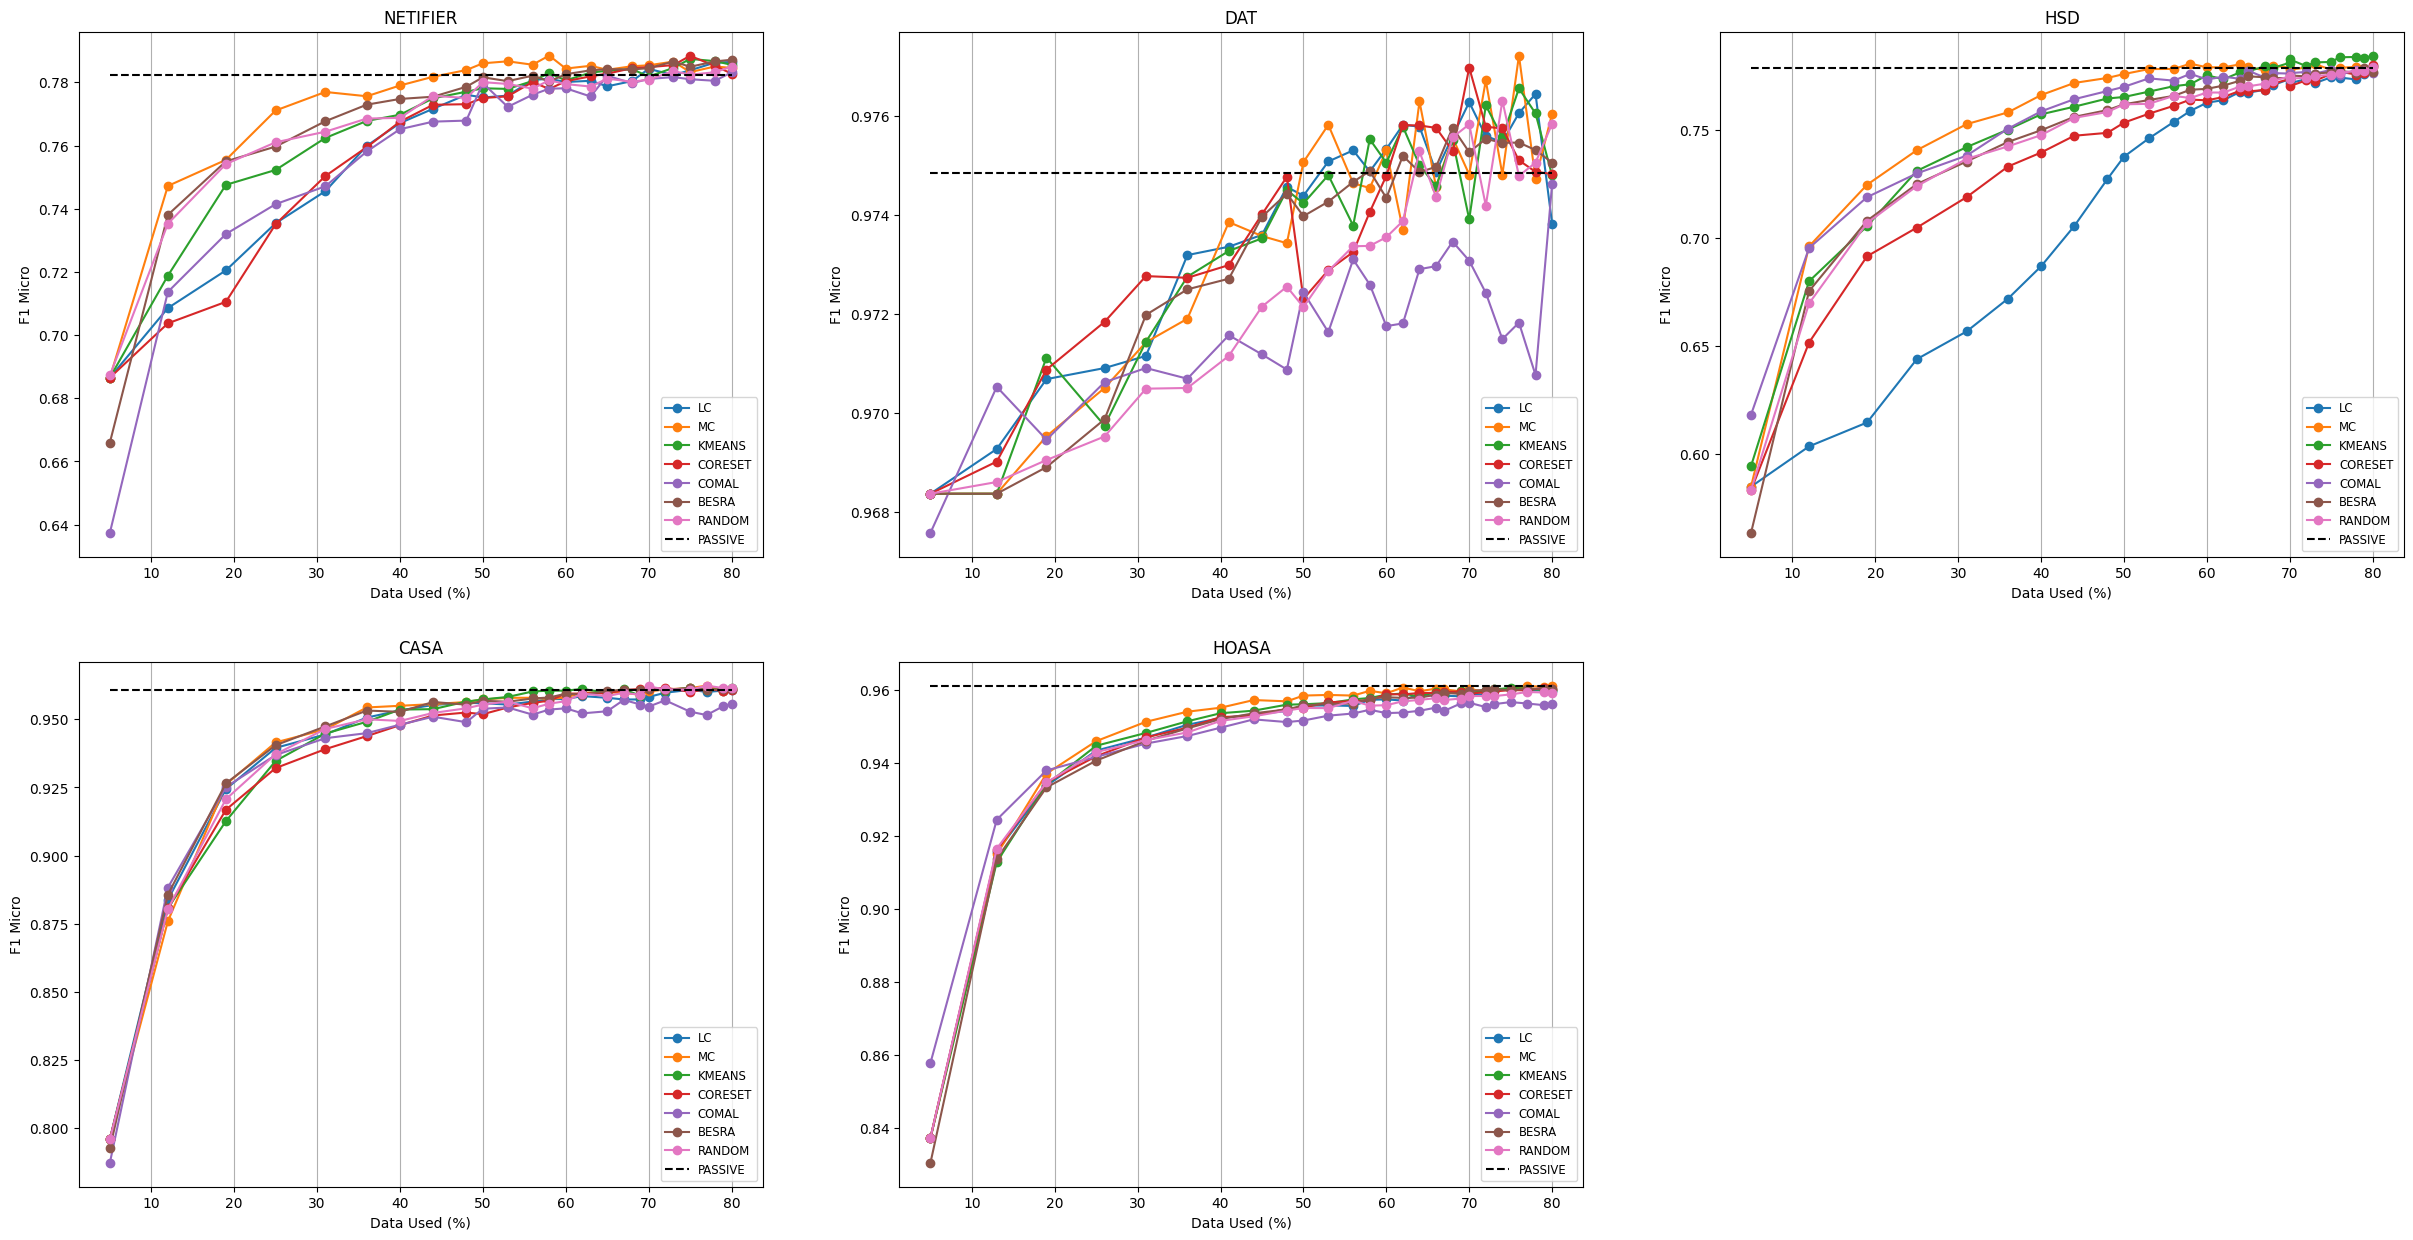 NETIFIER
F1 Micro
0.78
0.76
0.74
0.72
0.70
0.68
0.66
0.64
10 20 30 40 50 60 70 80
Data Used (%)
LC
MC
KMEANS
CORESET
COMAL
BESRA
RANDOM
PASSIVE
DAT
F1 Micro
0.976
0.974
0.972
0.970
0.968
10 20 30 40 50 60 70 80
Data Used (%)
LC
MC
KMEANS
CORESET
COMAL
BESRA
RANDOM
PASSIVE
HSD
F1 Micro
0.75
0.70
0.65
0.60
10 20 30 40 50 60 70 80
Data Used (%)
LC
MC
KMEANS
CORESET
COMAL
BESRA
RANDOM
PASSIVE
CASA
F1 Micro
0.950
0.925
0.900
0.875
0.850
0.825
0.800
10 20 30 40 50 60 70 80
Data Used (%)
LC
MC
KMEANS
CORESET
COMAL
BESRA
RANDOM
PASSIVE
HOASA
F1 Micro
0.96
0.94
0.92
0.90
0.88
0.86
0.84
10 20 30 40 50 60 70 80
Data Used (%)
LC
MC
KMEANS
CORESET
COMAL
BESRA
RANDOM
PASSIVE